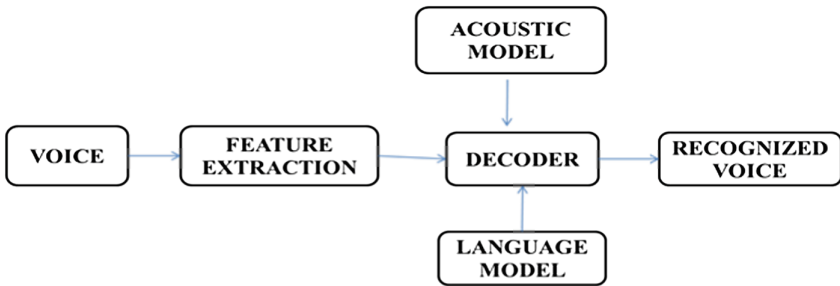 ACOUSTIC
MODEL
VOICE
FEATURE
EXTRACTION
DECODER
RECOGNIZED
VOICE
LANGUAGE
MODEL